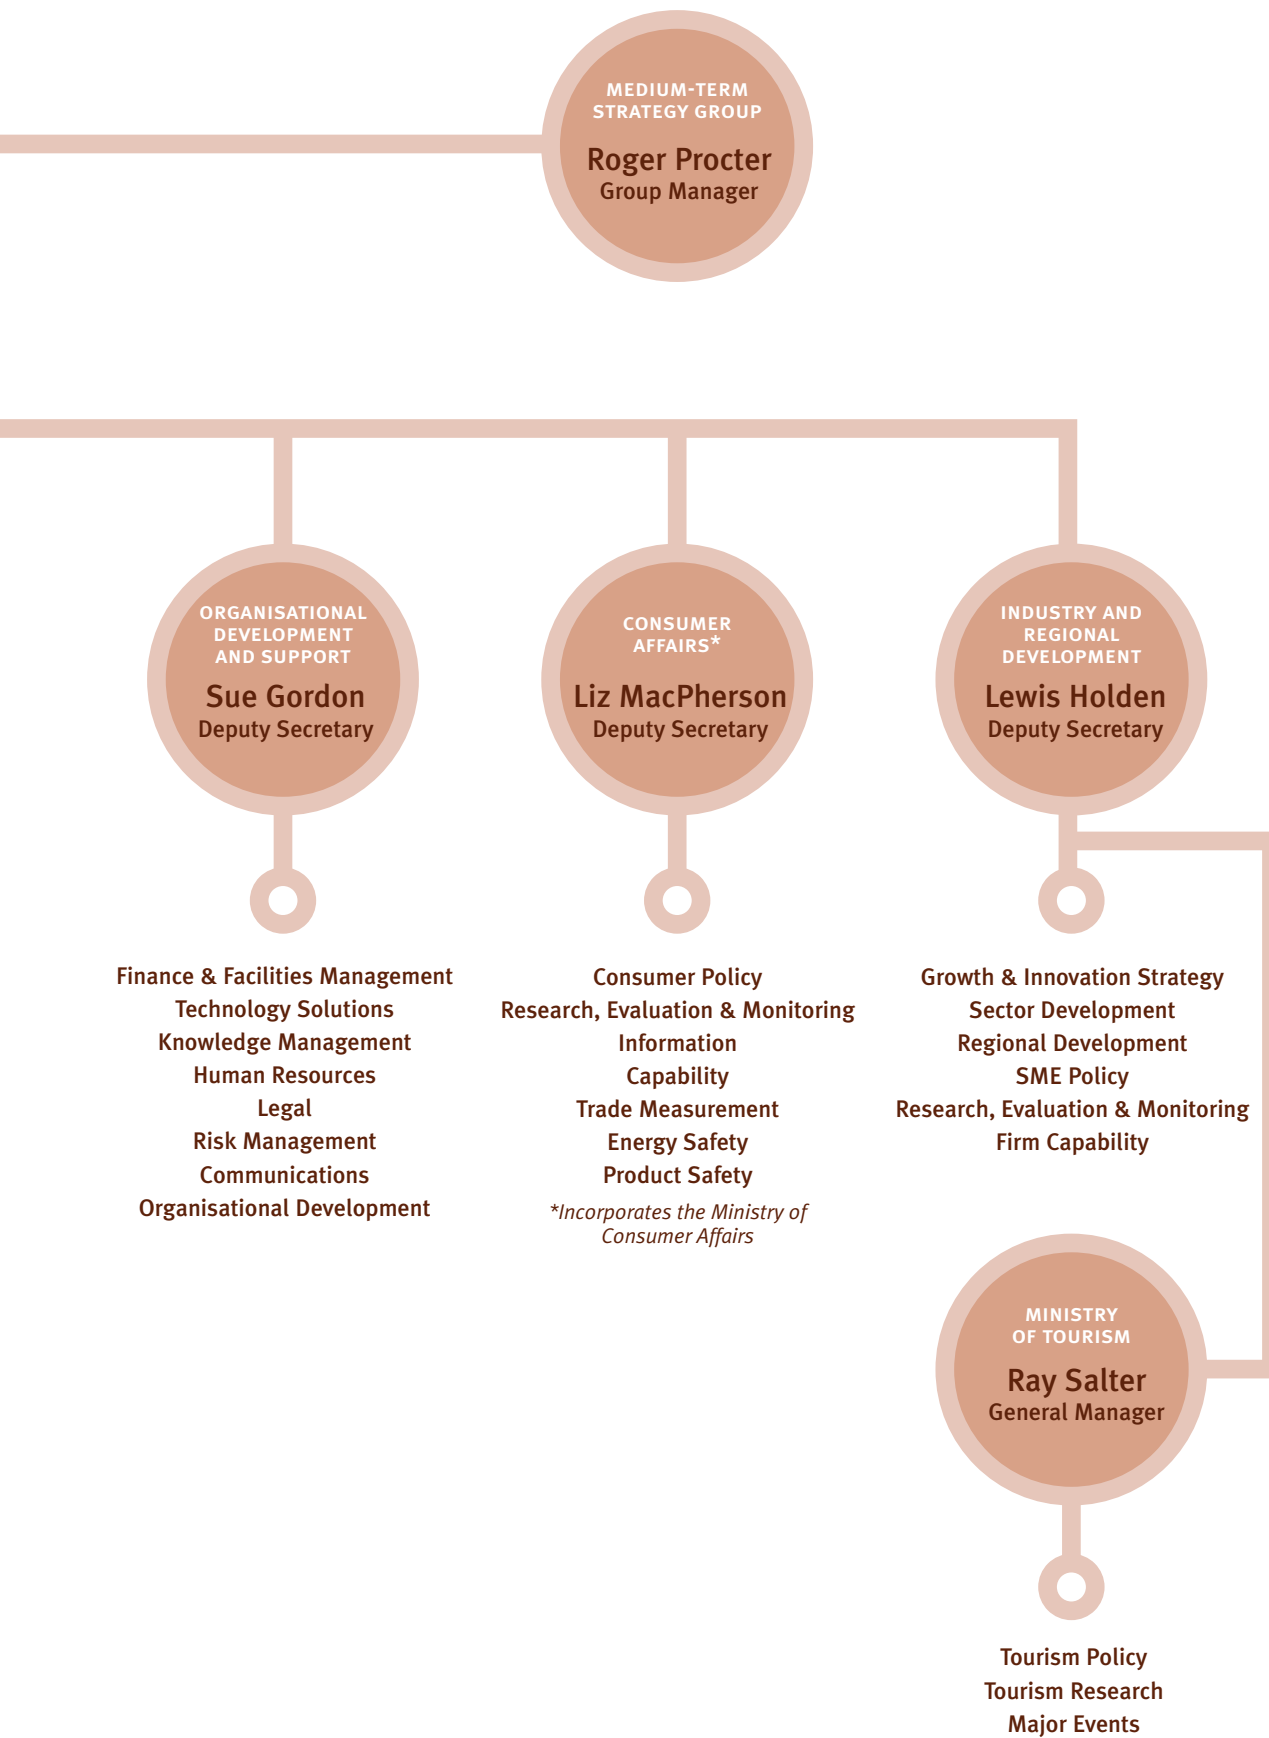 MEDIUM-TERM
STRATEGY GROUP
Roger Procter
Group Manager
ORGANISATIONAL
DEVELOPMENT
AND SUPPORT
Sue Gordon
Deputy Secretary
Finance & Facilities Management
Technology Solutions
Knowledge Management
Human Resources
Legal
Risk Management
Communications
Organisational Development
CONSUMER
AFFAIRS*
Liz MacPherson
Deputy Secretary
Consumer Policy
Research, Evaluation & Monitoring
Information
Capability
Trade Measurement
Energy Safety
Product Safety
*Incorporates the Ministry of
Consumer Affairs
INDUSTRY AND
REGIONAL
DEVELOPMENT
Lewis Holden
Deputy Secretary
Growth & Innovation Strategy
Sector Development
Regional Development
SME Policy
Research, Evaluation & Monitoring
Firm Capability
MINISTRY
OF TOURISM
Ray Salter
General Manager
Tourism Policy
Tourism Research
Major Events